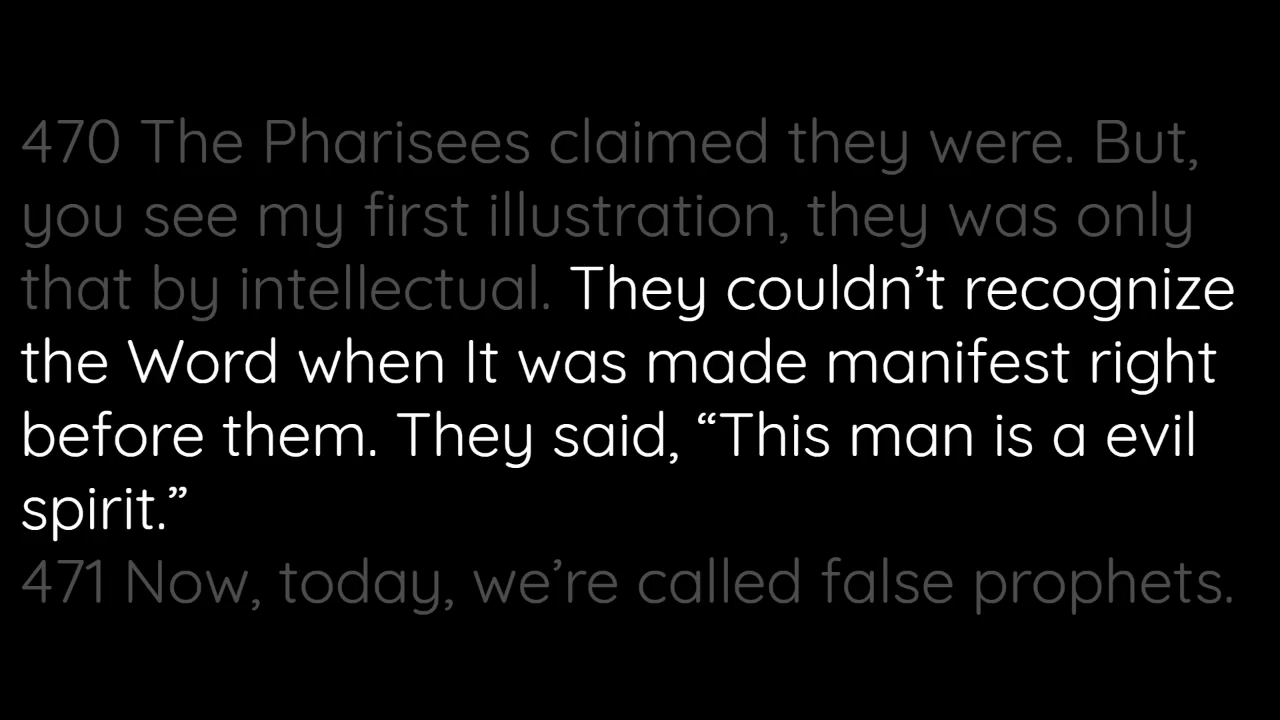 470 The Pharisees claimed they were. But,
you see my first illustration, they was only
that by intellectual. They couldn’t recognize
the Word when It was made manifest right
before them. They said, “This man is a evil
spirit.”
471 Now, today, we’re called false prophets.